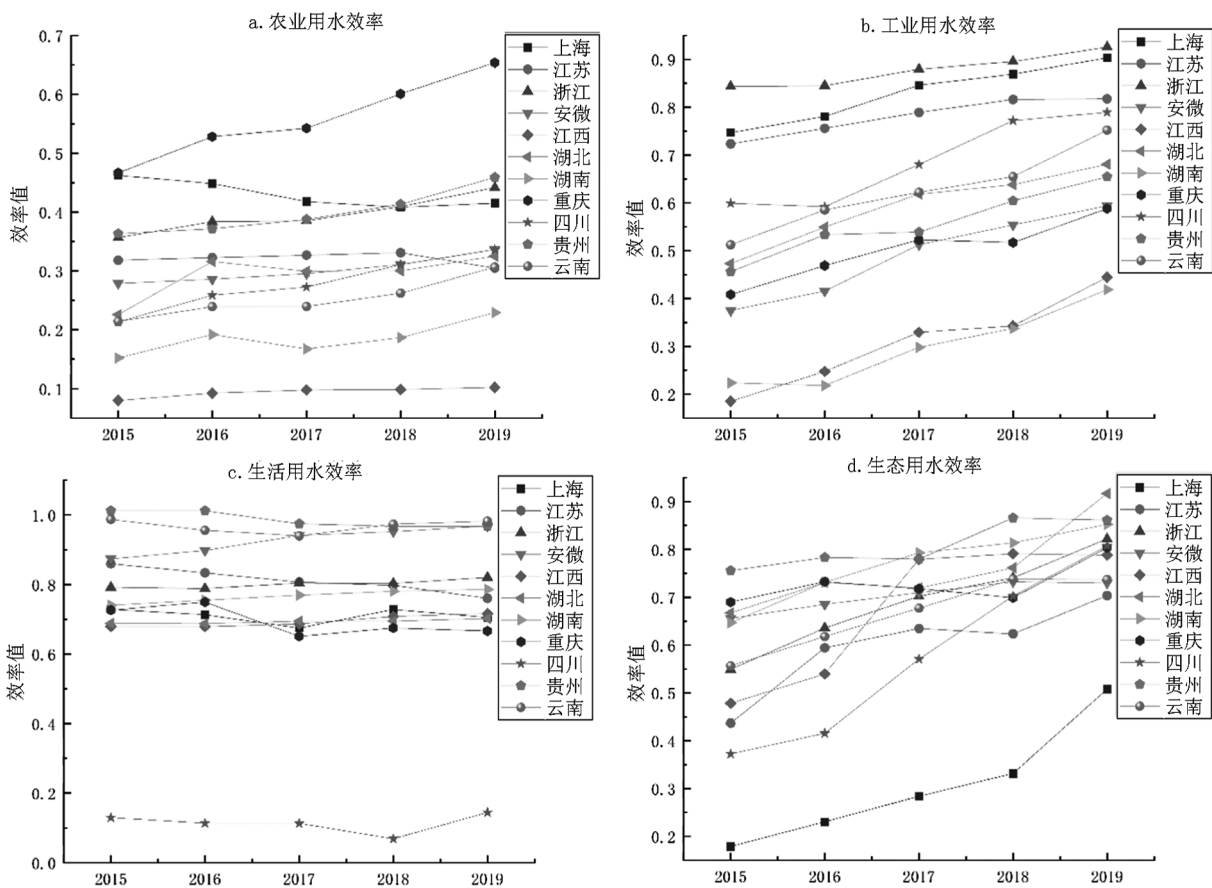 a.农业用水效率
效率值
0.7
0.6
0.5
0.4
0.3
0.2
0.1
2015 2016 2017 2018 2019
上海
江苏
浙江
安微
江西
湖北
湖南
重庆
四川
贵州
云南
b.工业用水效率
效率值
0.9
0.8
0.7
0.6
0.5
0.4
0.3
0.2
2015 2016 2017 2018 2019
上海
江苏
浙江
安微
江西
湖北
湖南
重庆
四川
贵州
云南
c.生活用水效率
效率值
1.0
0.8
0.6
0.4
0.2
0.0
2015 2016 2017 2018 2019
上海
江苏
浙江
安微
江西
湖北
湖南
重庆
四川
贵州
云南
d.生态用水效率
效率值
0.9
0.8
0.7
0.6
0.5
0.4
0.3
0.2
2015 2016 2017 2018 2019
上海
江苏
浙江
安微
江西
湖北
湖南
重庆
四川
贵州
云南